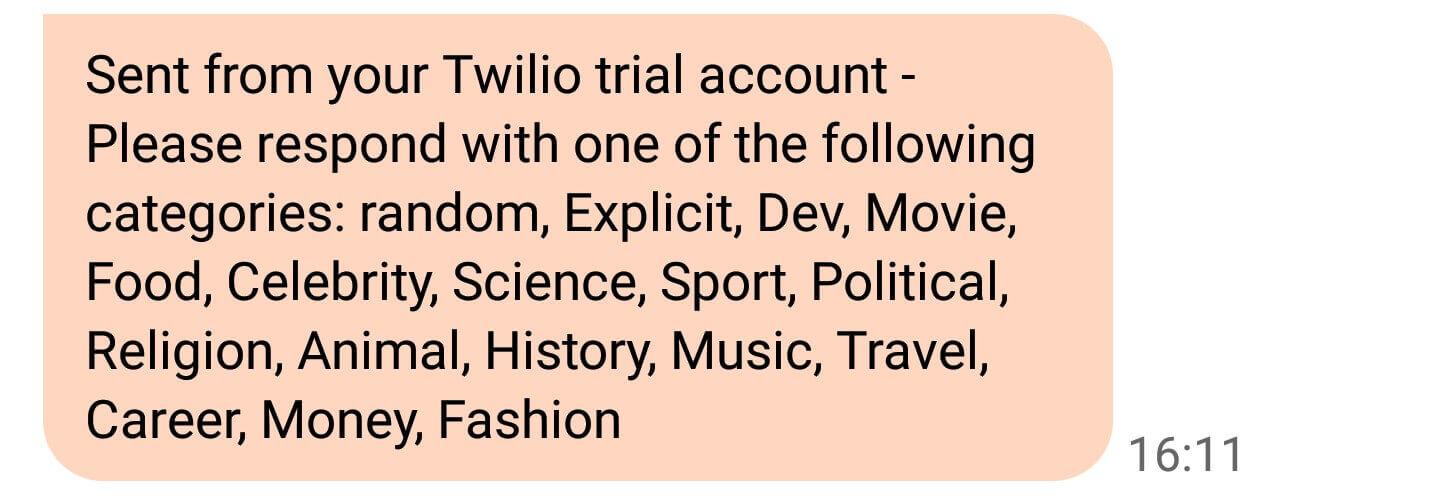 Sent from your Twilio trial account -
Please respond with one of the following
categories: random, Explicit, Dev, Movie,
Food, Celebrity, Science, Sport, Political,
Religion, Animal, History, Music, Travel,
Career, Money, Fashion
16:11